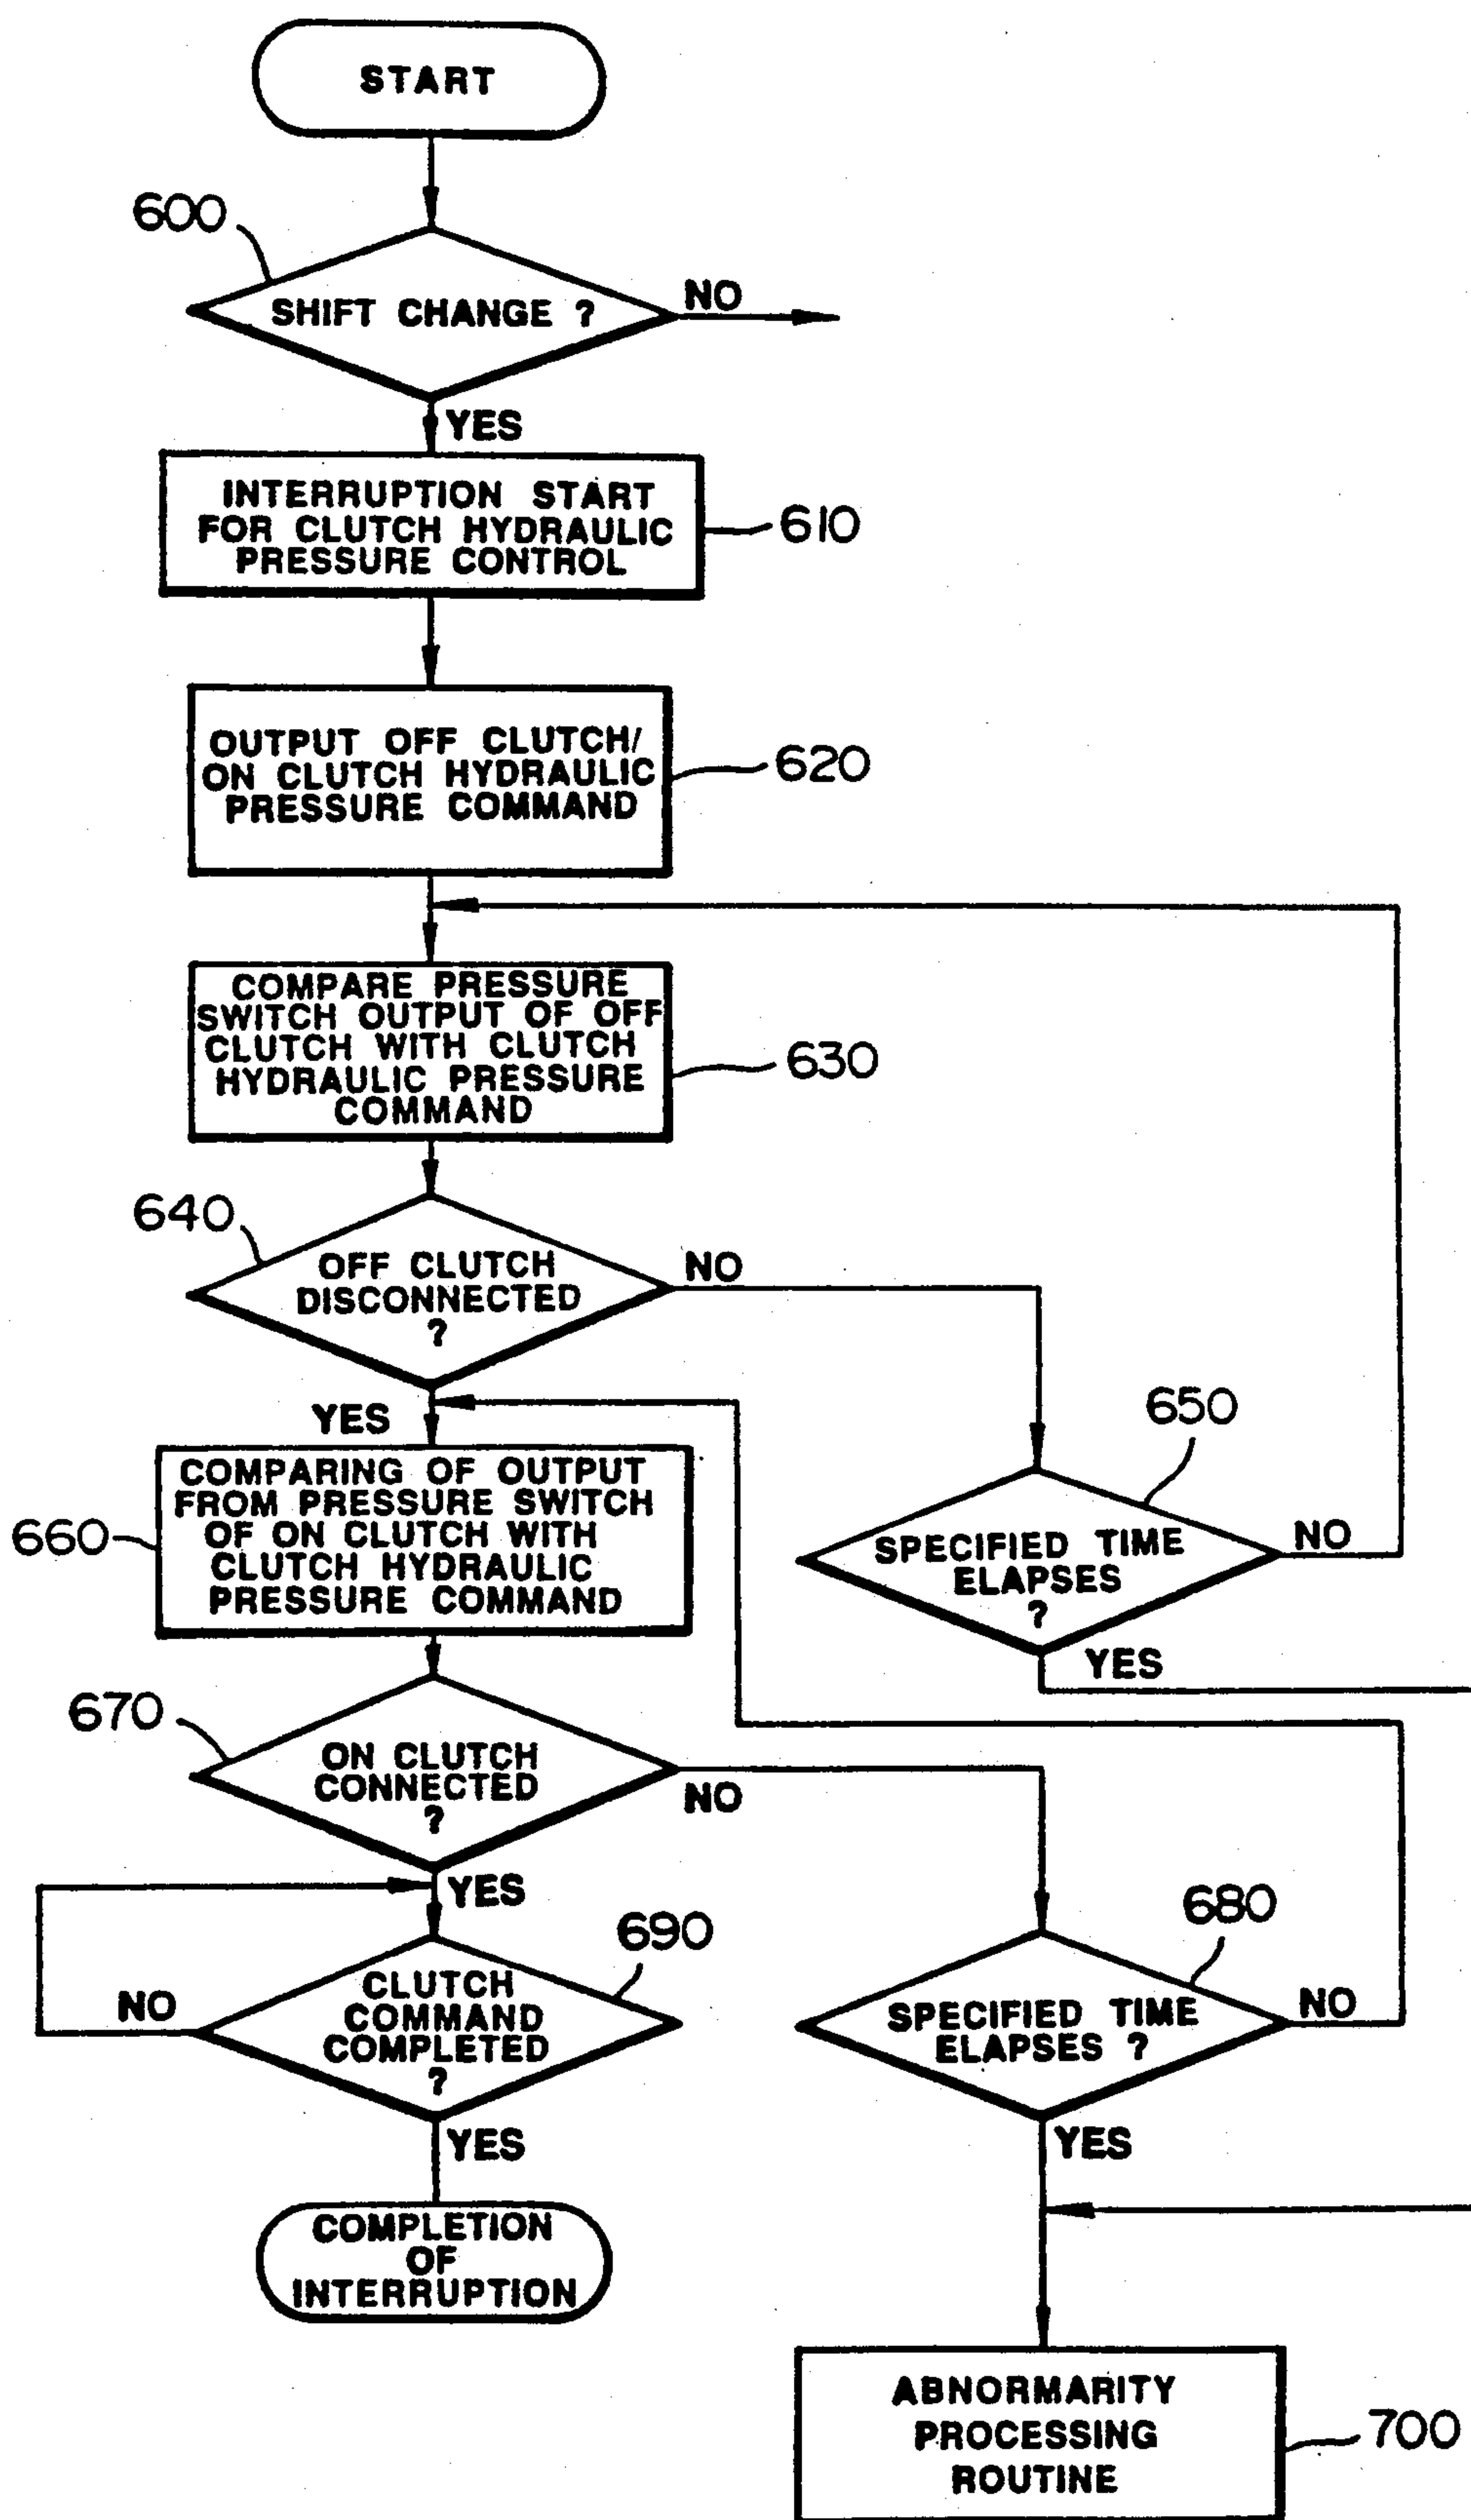 START
600
SHIFT CHANGE ?
NO
YES
INTERRUPTION START
FOR CLUTCH HYDRAULIC
PRESSURE CONTROL
610
OUTPUT OFF CLUTCH/
ON CLUTCH HYDRAULIC
PRESSURE COMMAND
620
COMPARE PRESSURE
SWITCH OUTPUT OF OFF
CLUTCH WITH CLUTCH
HYDRAULIC PRESSURE
COMMAND
630
640
OFF CLUTCH
DISCONNECTED
?
NO
YES
650
SPECIFIED TIME
ELAPSES
?
NO
YES
660
COMPARING OF OUTPUT
FROM PRESSURE SWITCH
OF ON CLUTCH WITH
CLUTCH HYDRAULIC
PRESSURE COMMAND
670
ON CLUTCH
CONNECTED
?
NO
YES
680
SPECIFIED TIME
ELAPSES ?
NO
YES
690
CLUTCH
COMMAND
COMPLETED
?
NO
YES
COMPLETION
OF
INTERRUPTION
ABNORMARITY
PROCESSING
ROUTINE
700